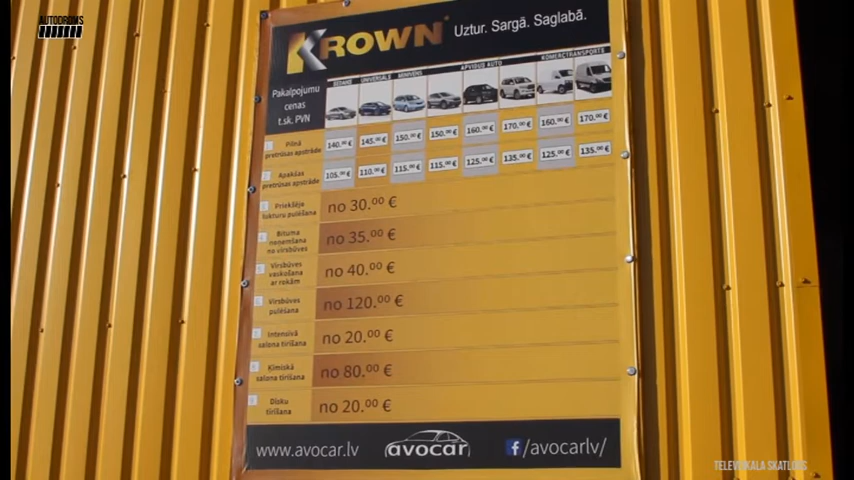 AUTODROMS
KROWN®
Uztur. Sargā. Saglabā.
Pakalpojumu
cenas
t.sk. PVN
SEDANS UNIVERSĀLS MINIVENS APVIDUS AUTO KOMERCTRANSPORTS
1 Pilnā
pretrūsas apstrāde
140.00 € 145.00 € 150.00 € 150.00 € 160.00 € 170.00 € 160.00 € 170.00 €
2 Apakšas
pretrūsas apstrāde
105.00 € 110.00 € 115.00 € 115.00 € 125.00 € 135.00 € 125.00 € 135.00 €
Priekšējo
lukturu pulēšana
no 30.00 €
Bituma
noņemšana
no virsbūves
no 35.00 €
Virsbūves
vaskošana
ar rokām
no 40.00 €
Virsbūves
pulēšana
no 120.00 €
Intensīvā
salona tīrīšana
no 20.00 €
Ķīmiskā
salona tīrīšana
no 80.00 €
Disku
tīrīšana
no 20.00 €
www.avocar.lv
avocar
f/avocarlv/